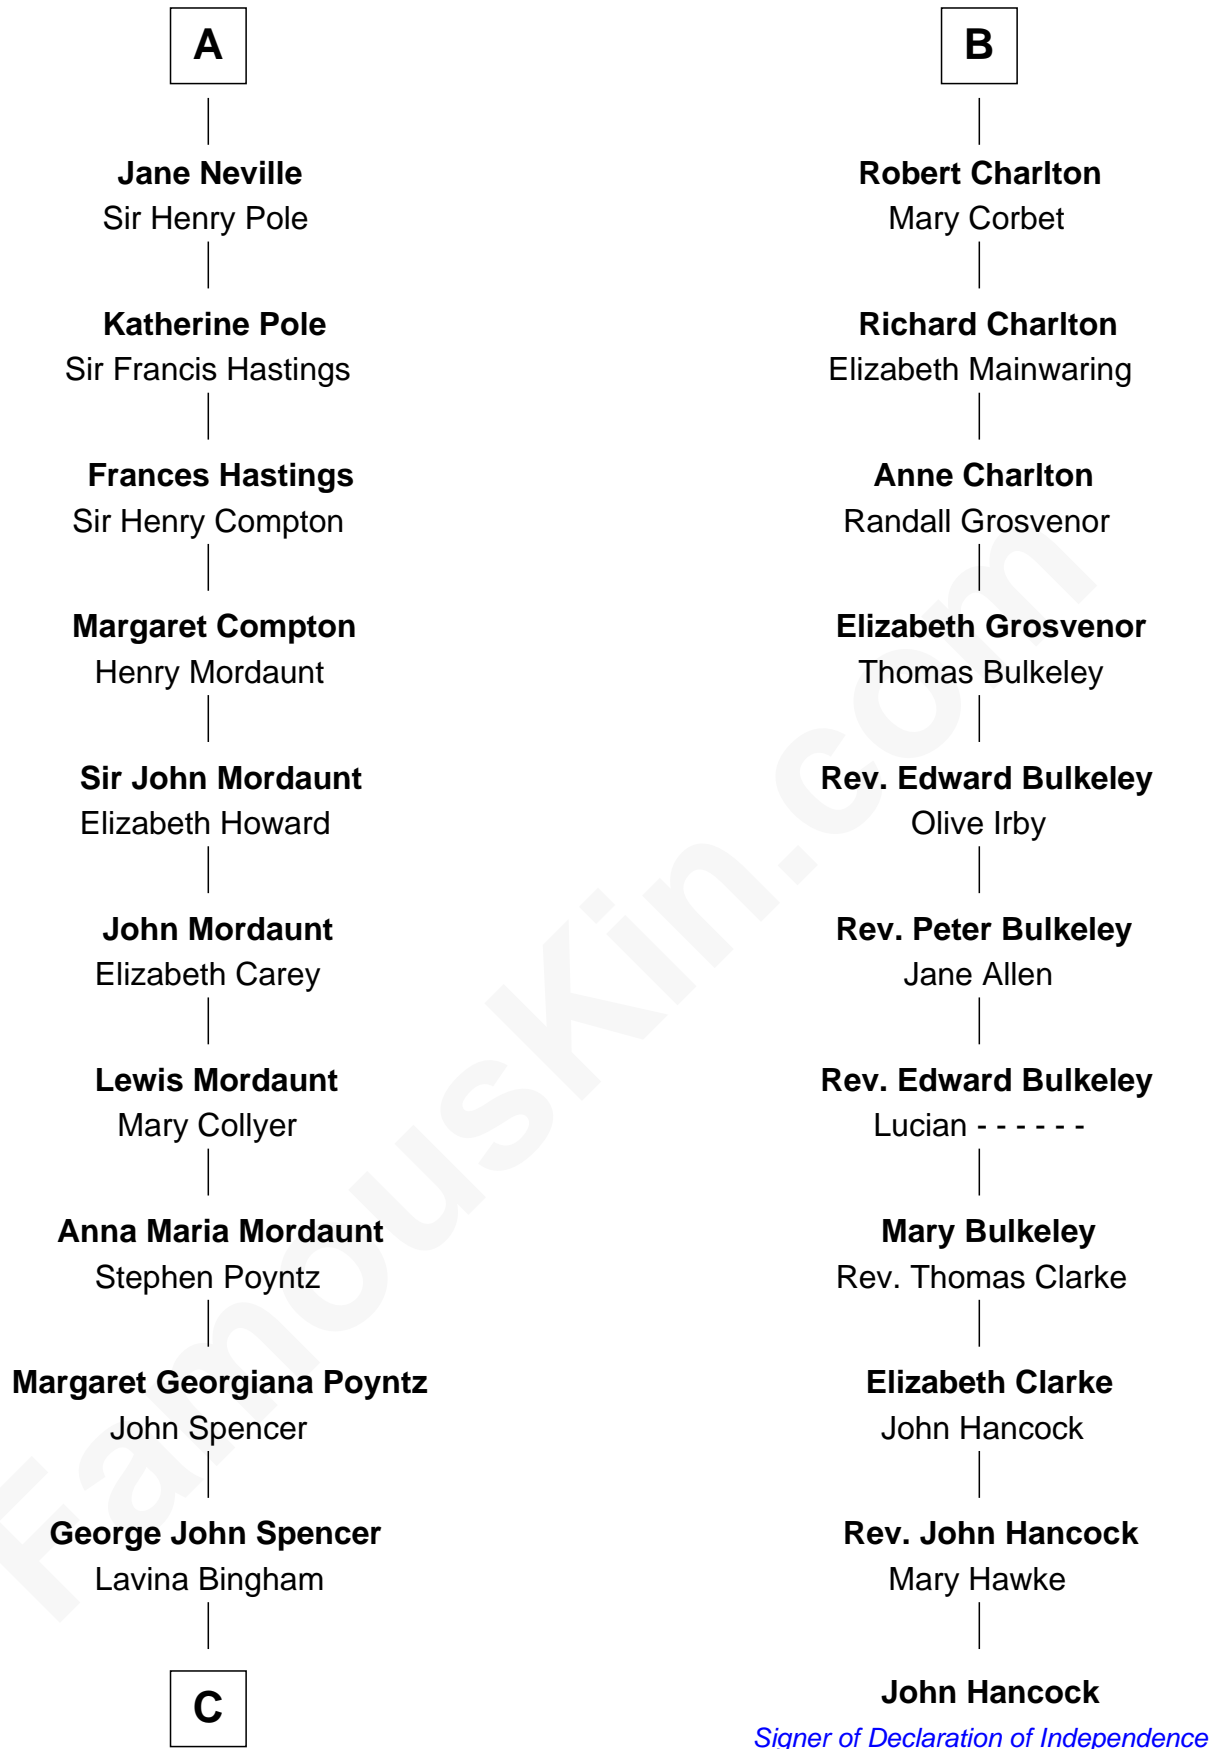 A
Jane Neville
Sir Henry Pole
Katherine Pole
Sir Francis Hastings
Frances Hastings
Sir Henry Compton
Margaret Compton
Henry Mordaunt
Sir John Mordaunt
Elizabeth Howard
John Mordaunt
Elizabeth Carey
Lewis Mordaunt
Mary Collyer
Anna Maria Mordaunt
Stephen Poyntz
Margaret Georgiana Poyntz
John Spencer
George John Spencer
Lavina Bingham
C
B
Robert Charlton
Mary Corbet
Richard Charlton
Elizabeth Mainwaring
Anne Charlton
Randall Grosvenor
Elizabeth Grosvenor
Thomas Bulkeley
Rev. Edward Bulkeley
Olive Irby
Rev. Peter Bulkeley
Jane Allen
Rev. Edward Bulkeley
Lucian - - - - - -
Mary Bulkeley
Rev. Thomas Clarke
Elizabeth Clarke
John Hancock
Rev. John Hancock
Mary Hawke
John Hancock
Signer of Declaration of Independence
FamousKin.com